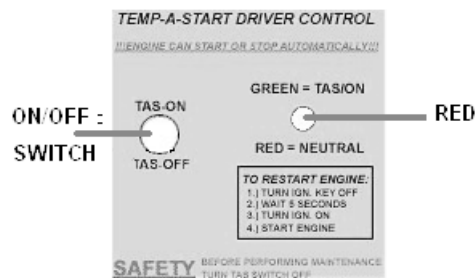 TEMP-A-START DRIVER CONTROL
!!!ENGINE CAN START OR STOP AUTOMATICALLY!!!
GREEN = TAS/ON
ON/OFF :
SWITCH
TAS-ON
TAS-OFF
RED
RED = NEUTRAL
TO RESTART ENGINE:
1.) TURN IGN. KEY OFF
2.) WAIT 5 SECONDS
3.) TURN IGN. ON
4.) START ENGINE
SAFETY BEFORE PERFORMING MAINTENANCE
TURN TAS SWITCH OFF